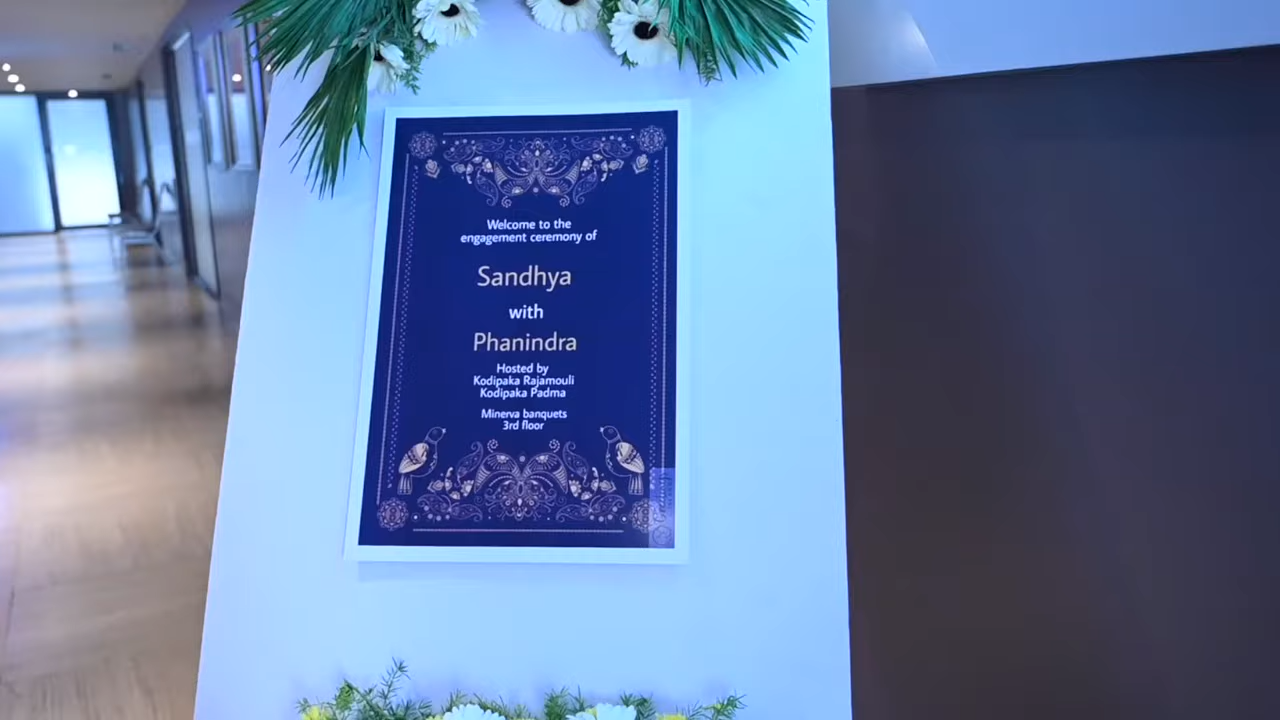 Welcome to the
engagement ceremony of
Sandhya
with
Phanindra
Hosted by
Kodipaka Rajamouli
Kodipaka Padma
Minerva banquets
3rd floor